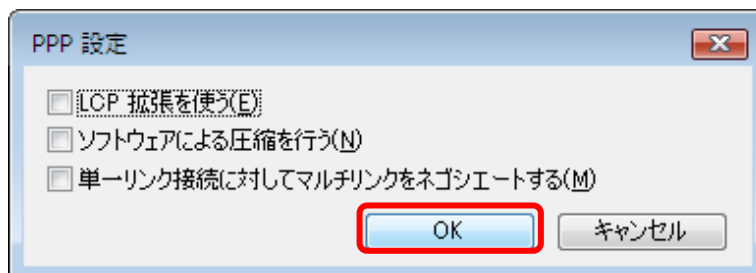 PPP 設定
LCP 拡張を使う(E)
ソフトウェアによる圧縮を行う(N)
単一リンク接続に対してマルチリンクをネゴシエートする(M)
OK キャンセル